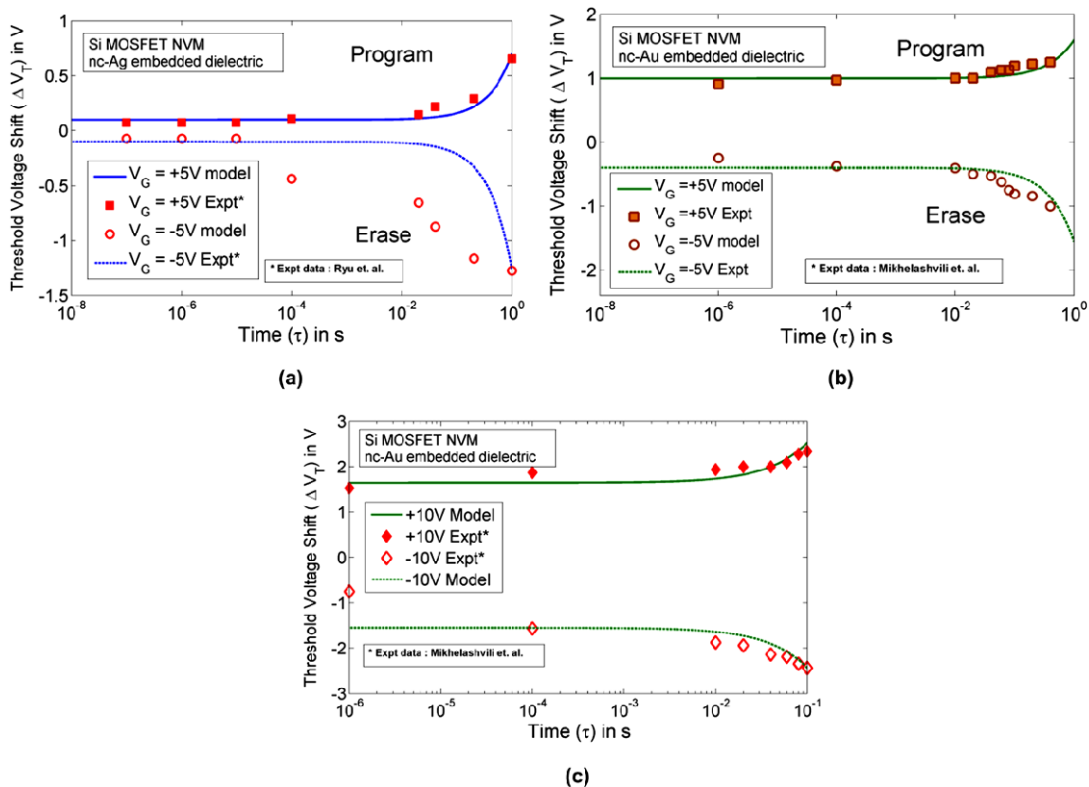 Si MOSFET NVM
nc-Ag embedded dielectric
Program
Erase
V_G = +5V model
V_G = +5V Expt*
V_G = -5V model
V_G = -5V Expt*
* Expt data : Ryu et. al.
Threshold Voltage Shift ( Δ V_T) in V
1
0.5
0
-0.5
-1
-1.5
10^-8 10^-6 10^-4 10^-2 10^0
Time (τ) in s
(a)
Si MOSFET NVM
nc-Au embedded dielectric
Program
Erase
V_G = +5V model
V_G = +5V Expt
V_G = -5V model
V_G =-5V Expt
* Expt data : Mikhelashvili et. al.
Threshold Voltage Shift ( Δ V_T) in V
2
1
0
-1
-2
10^-8 10^-6 10^-4 10^-2 10^0
Time (τ) in s
(b)
Si MOSFET NVM
nc-Au embedded dielectric
+10V Model
+10V Expt*
-10V Expt*
-10V Model
* Expt data : Mikhelashvili et. al.
Threshold Voltage Shift ( Δ V_T) in V
3
2
1
0
-1
-2
-3
10^-6 10^-5 10^-4 10^-3 10^-2 10^-1
Time (τ) in s
(c)